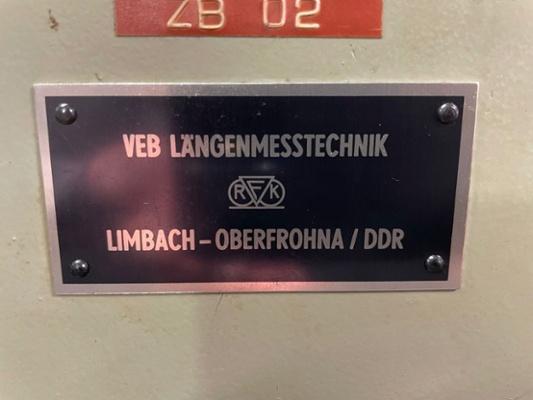 ZB 02
VEB LÄNGENMESSTECHNIK
RFK
LIMBACH-OBERFROHNA/DDR